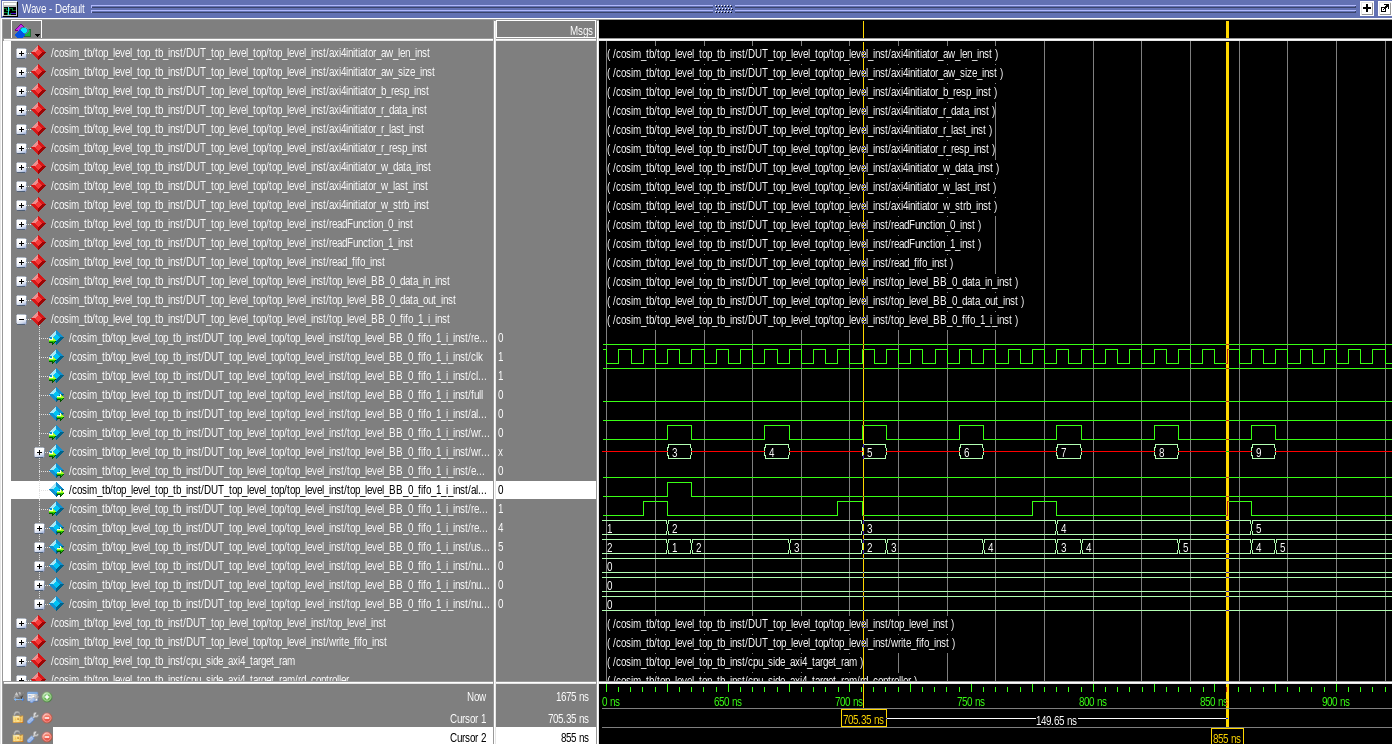 Wave - Default
Msgs
/cosim_tb/top_level_top_tb_inst/DUT_top_level_top/top_level_inst/axi4initiator_aw_len_inst ( /cosim_tb/top_level_top_tb_inst/DUT_top_level_top/top_level_inst/axi4initiator_aw_len_inst )
/cosim_tb/top_level_top_tb_inst/DUT_top_level_top/top_level_inst/axi4initiator_aw_size_inst ( /cosim_tb/top_level_top_tb_inst/DUT_top_level_top/top_level_inst/axi4initiator_aw_size_inst )
/cosim_tb/top_level_top_tb_inst/DUT_top_level_top/top_level_inst/axi4initiator_b_resp_inst ( /cosim_tb/top_level_top_tb_inst/DUT_top_level_top/top_level_inst/axi4initiator_b_resp_inst )
/cosim_tb/top_level_top_tb_inst/DUT_top_level_top/top_level_inst/axi4initiator_r_data_inst ( /cosim_tb/top_level_top_tb_inst/DUT_top_level_top/top_level_inst/axi4initiator_r_data_inst )
/cosim_tb/top_level_top_tb_inst/DUT_top_level_top/top_level_inst/axi4initiator_r_last_inst ( /cosim_tb/top_level_top_tb_inst/DUT_top_level_top/top_level_inst/axi4initiator_r_last_inst )
/cosim_tb/top_level_top_tb_inst/DUT_top_level_top/top_level_inst/axi4initiator_r_resp_inst ( /cosim_tb/top_level_top_tb_inst/DUT_top_level_top/top_level_inst/axi4initiator_r_resp_inst )
/cosim_tb/top_level_top_tb_inst/DUT_top_level_top/top_level_inst/axi4initiator_w_data_inst ( /cosim_tb/top_level_top_tb_inst/DUT_top_level_top/top_level_inst/axi4initiator_w_data_inst )
/cosim_tb/top_level_top_tb_inst/DUT_top_level_top/top_level_inst/axi4initiator_w_last_inst ( /cosim_tb/top_level_top_tb_inst/DUT_top_level_top/top_level_inst/axi4initiator_w_last_inst )
/cosim_tb/top_level_top_tb_inst/DUT_top_level_top/top_level_inst/axi4initiator_w_strb_inst ( /cosim_tb/top_level_top_tb_inst/DUT_top_level_top/top_level_inst/axi4initiator_w_strb_inst )
/cosim_tb/top_level_top_tb_inst/DUT_top_level_top/top_level_inst/readFunction_0_inst ( /cosim_tb/top_level_top_tb_inst/DUT_top_level_top/top_level_inst/readFunction_0_inst )
/cosim_tb/top_level_top_tb_inst/DUT_top_level_top/top_level_inst/readFunction_1_inst ( /cosim_tb/top_level_top_tb_inst/DUT_top_level_top/top_level_inst/readFunction_1_inst )
/cosim_tb/top_level_top_tb_inst/DUT_top_level_top/top_level_inst/read_fifo_inst ( /cosim_tb/top_level_top_tb_inst/DUT_top_level_top/top_level_inst/read_fifo_inst )
/cosim_tb/top_level_top_tb_inst/DUT_top_level_top/top_level_inst/top_level_BB_0_data_in_inst ( /cosim_tb/top_level_top_tb_inst/DUT_top_level_top/top_level_inst/top_level_BB_0_data_in_inst )
/cosim_tb/top_level_top_tb_inst/DUT_top_level_top/top_level_inst/top_level_BB_0_data_out_inst ( /cosim_tb/top_level_top_tb_inst/DUT_top_level_top/top_level_inst/top_level_BB_0_data_out_inst )
/cosim_tb/top_level_top_tb_inst/DUT_top_level_top/top_level_inst/top_level_BB_0_fifo_1_i_inst ( /cosim_tb/top_level_top_tb_inst/DUT_top_level_top/top_level_inst/top_level_BB_0_fifo_1_i_inst )
/cosim_tb/top_level_top_tb_inst/DUT_top_level_top/top_level_inst/top_level_BB_0_fifo_1_i_inst/re... 0
/cosim_tb/top_level_top_tb_inst/DUT_top_level_top/top_level_inst/top_level_BB_0_fifo_1_i_inst/clk 1
/cosim_tb/top_level_top_tb_inst/DUT_top_level_top/top_level_inst/top_level_BB_0_fifo_1_i_inst/cl... 1
/cosim_tb/top_level_top_tb_inst/DUT_top_level_top/top_level_inst/top_level_BB_0_fifo_1_i_inst/full 0
/cosim_tb/top_level_top_tb_inst/DUT_top_level_top/top_level_inst/top_level_BB_0_fifo_1_i_inst/al... 0
/cosim_tb/top_level_top_tb_inst/DUT_top_level_top/top_level_inst/top_level_BB_0_fifo_1_i_inst/wr... 0
/cosim_tb/top_level_top_tb_inst/DUT_top_level_top/top_level_inst/top_level_BB_0_fifo_1_i_inst/wr... x 3 4 5 6 7 8 9
/cosim_tb/top_level_top_tb_inst/DUT_top_level_top/top_level_inst/top_level_BB_0_fifo_1_i_inst/e... 0
/cosim_tb/top_level_top_tb_inst/DUT_top_level_top/top_level_inst/top_level_BB_0_fifo_1_i_inst/al... 0
/cosim_tb/top_level_top_tb_inst/DUT_top_level_top/top_level_inst/top_level_BB_0_fifo_1_i_inst/re... 1
/cosim_tb/top_level_top_tb_inst/DUT_top_level_top/top_level_inst/top_level_BB_0_fifo_1_i_inst/re... 4 1 2 3 4 5
/cosim_tb/top_level_top_tb_inst/DUT_top_level_top/top_level_inst/top_level_BB_0_fifo_1_i_inst/us... 5 2 1 2 3 2 3 4 3 4 5 4 5
/cosim_tb/top_level_top_tb_inst/DUT_top_level_top/top_level_inst/top_level_BB_0_fifo_1_i_inst/nu... 0 0
/cosim_tb/top_level_top_tb_inst/DUT_top_level_top/top_level_inst/top_level_BB_0_fifo_1_i_inst/nu... 0 0
/cosim_tb/top_level_top_tb_inst/DUT_top_level_top/top_level_inst/top_level_BB_0_fifo_1_i_inst/nu... 0 0
/cosim_tb/top_level_top_tb_inst/DUT_top_level_top/top_level_inst/top_level_inst ( /cosim_tb/top_level_top_tb_inst/DUT_top_level_top/top_level_inst/top_level_inst )
/cosim_tb/top_level_top_tb_inst/DUT_top_level_top/top_level_inst/write_fifo_inst ( /cosim_tb/top_level_top_tb_inst/DUT_top_level_top/top_level_inst/write_fifo_inst )
/cosim_tb/top_level_top_tb_inst/cpu_side_axi4_target_ram ( /cosim_tb/top_level_top_tb_inst/cpu_side_axi4_target_ram )
/cosim_tb/top_level_top_tb_inst/cpu_side_axi4_target_ram/rd_controller ( /cosim_tb/top_level_top_tb_inst/cpu_side_axi4_target_ram/rd_controller )
Now 1675 ns 0 ns 650 ns 700 ns 750 ns 800 ns 850 ns 900 ns
Cursor 1 705.35 ns 705.35 ns 149.65 ns
Cursor 2 855 ns 855 ns